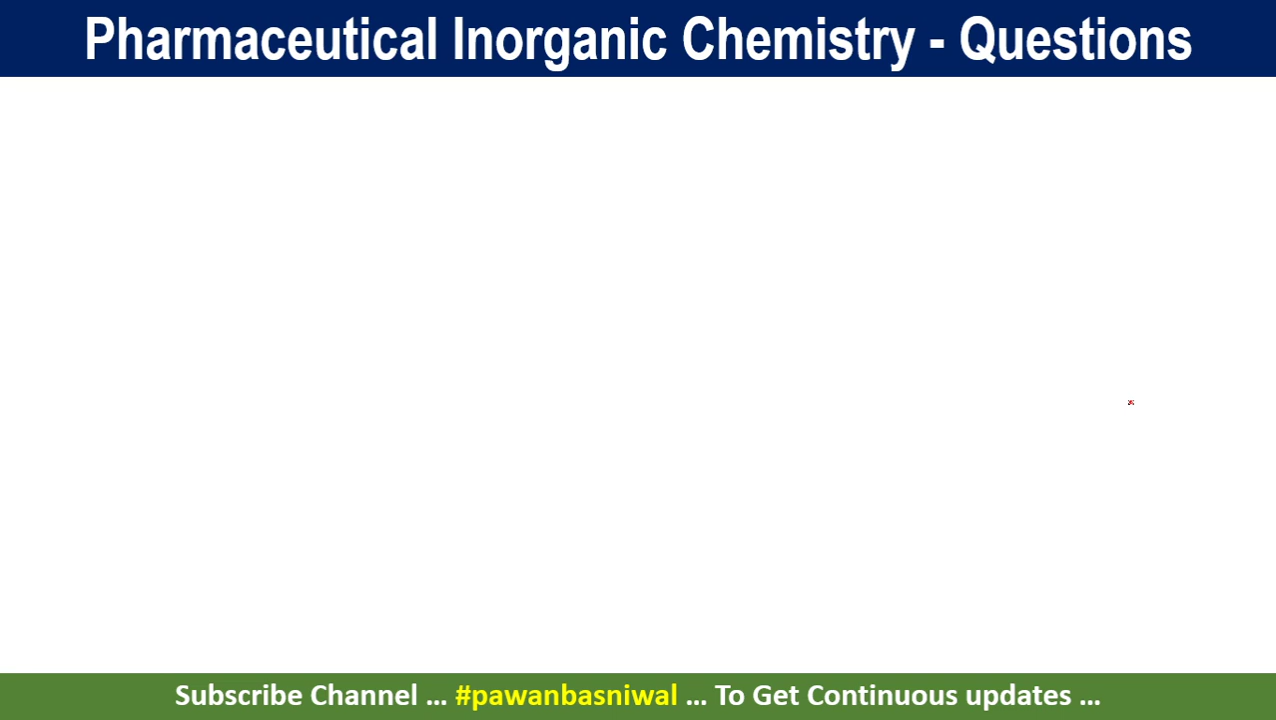 Pharmaceutical Inorganic Chemistry - Questions
Subscribe Channel ... #pawanbasniwal ... To Get Continuous updates ...